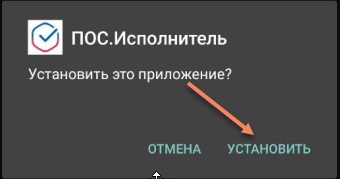 ПОС.Исполнитель
Установить это приложение?
ОТМЕНА УСТАНОВИТЬ